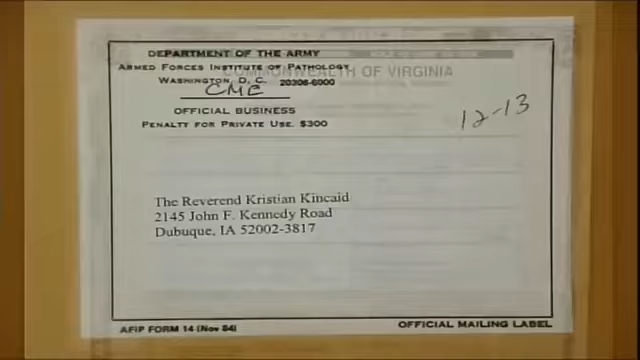 DEPARTMENT OF THE ARMY
ARMED FORCES INSTITUTE OF PATHOLOGY
COMMONWEALTH OF VIRGINIA
WASHINGTON, D. C. 20306-6000
CME
OFFICIAL BUSINESS
PENALTY FOR PRIVATE USE, $300
12-13
The Reverend Kristian Kincaid
2145 John F. Kennedy Road
Dubuque, IA 52002-3817
AFIP FORM 14 (Nov 84)
OFFICIAL MAILING LABEL